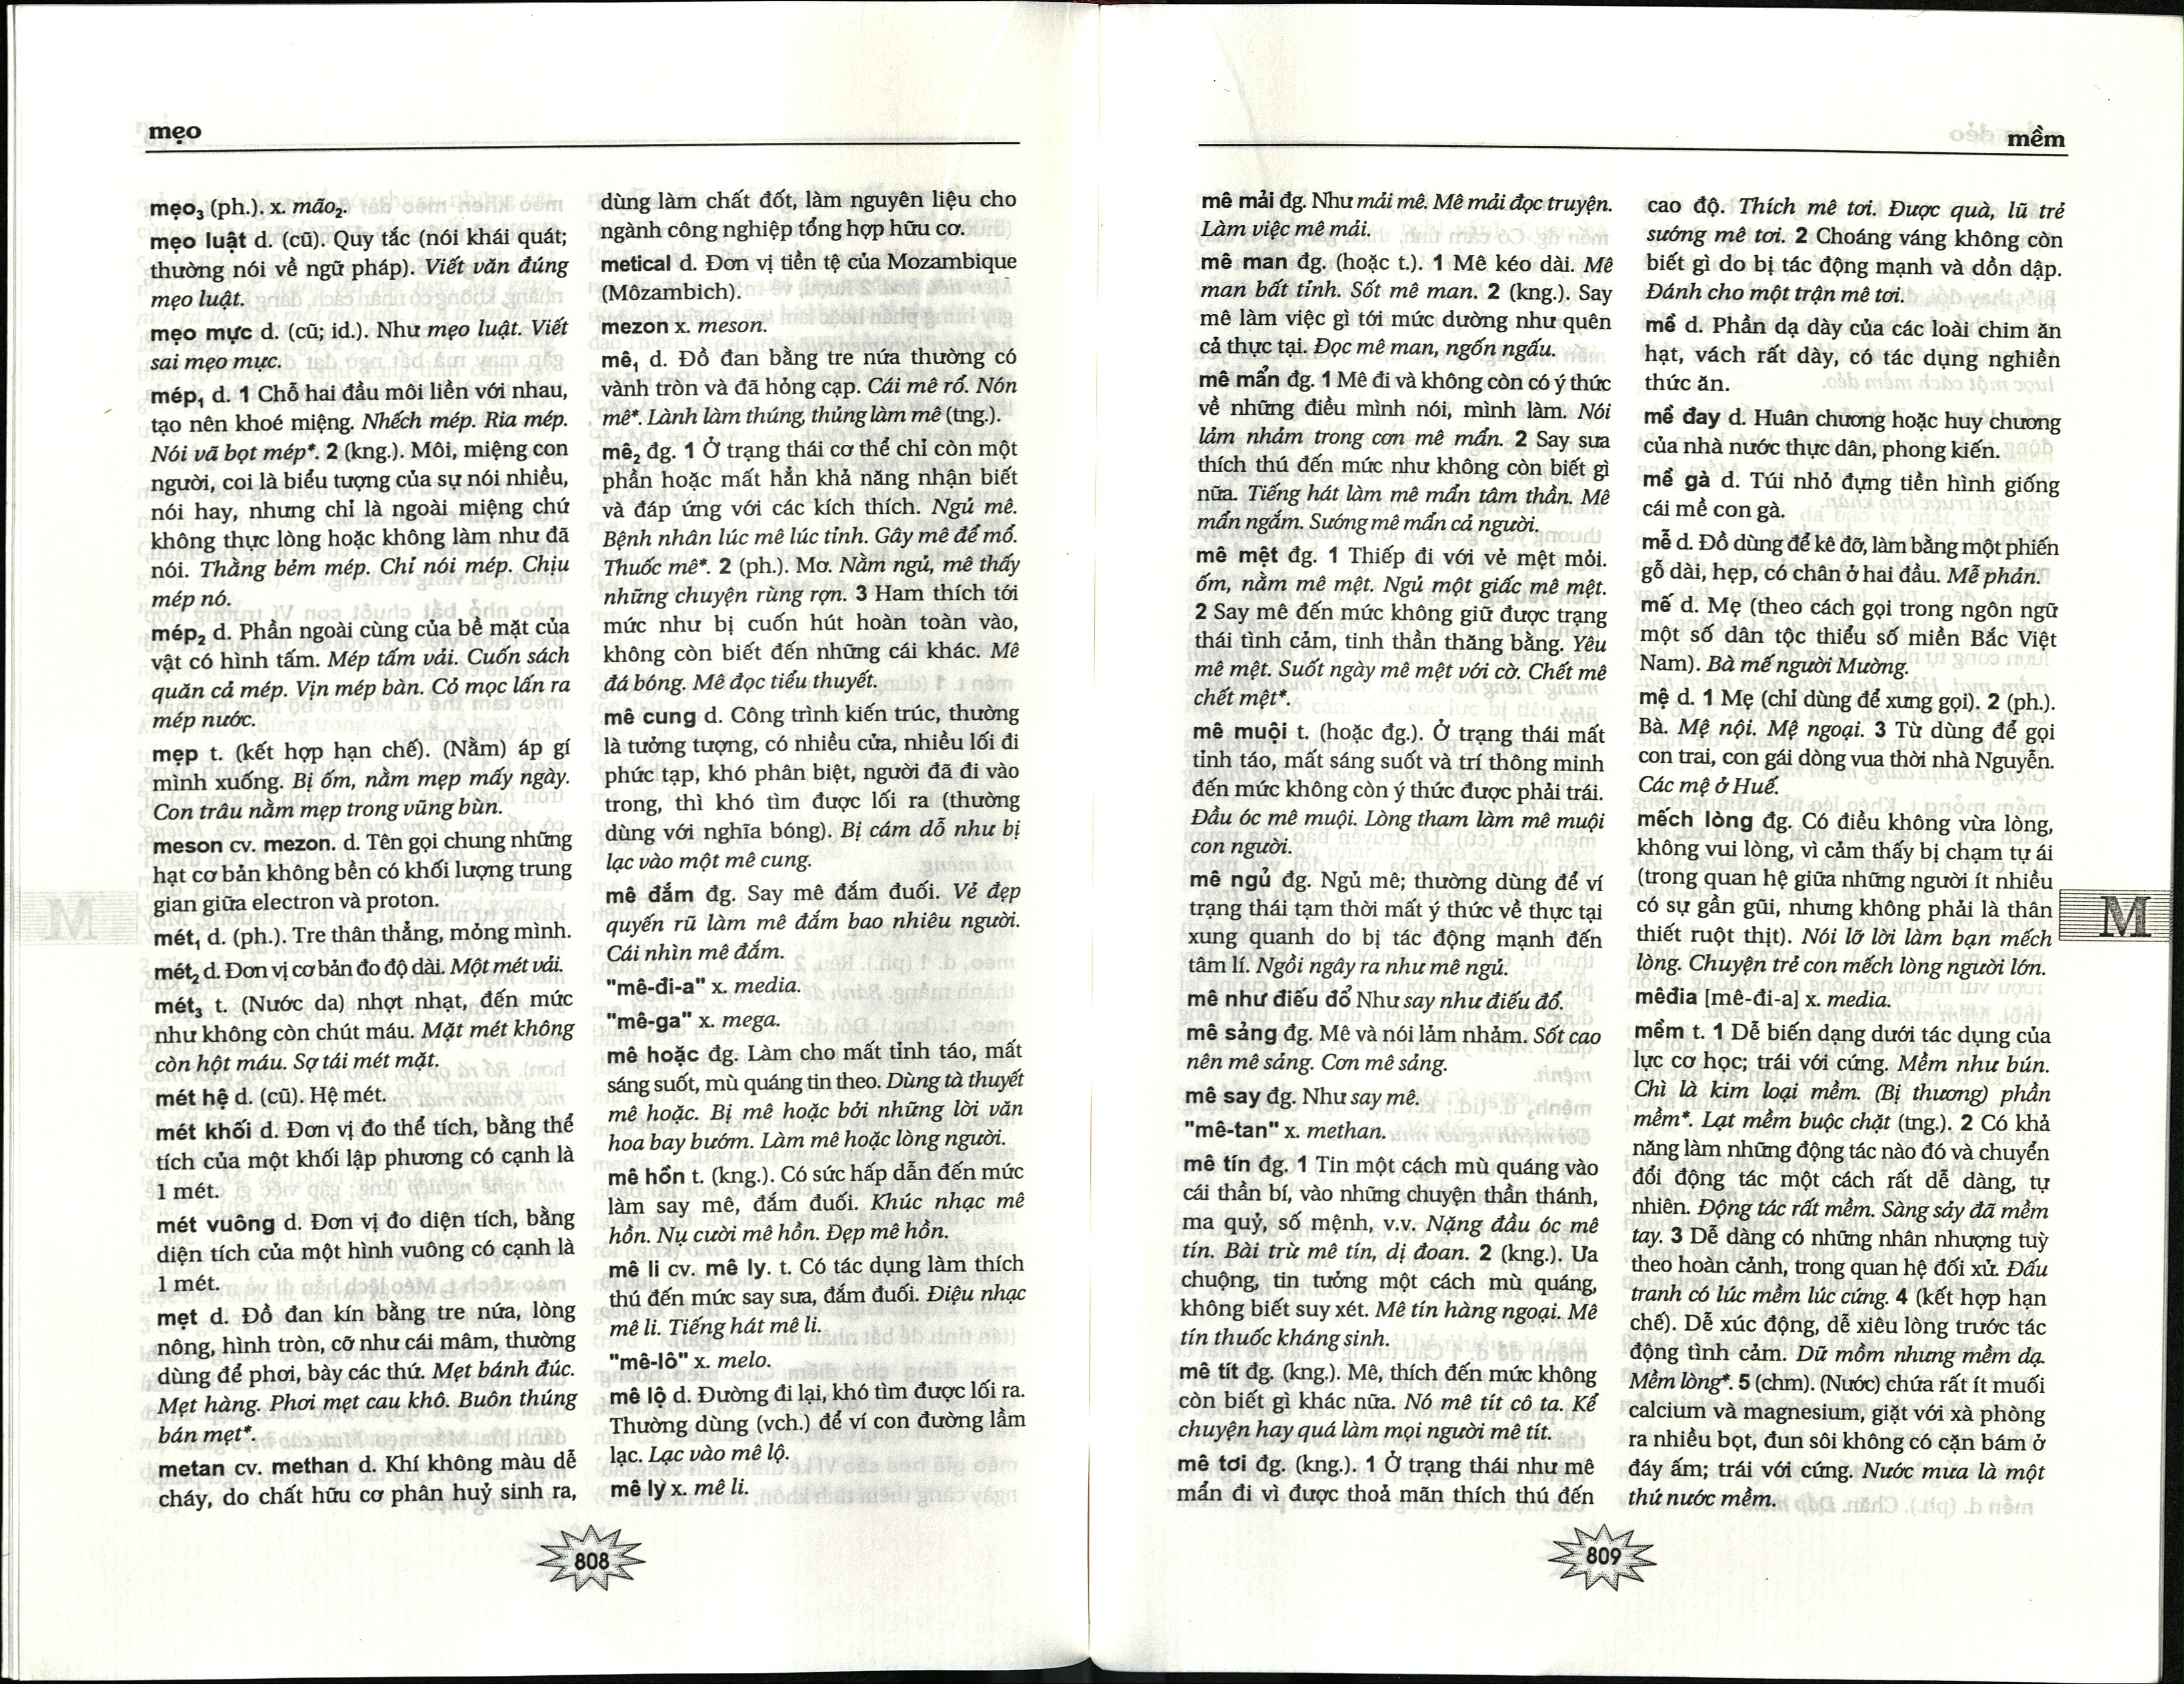 mẹo
mẹo₃ (ph.). x. mão₂.
mẹo luật d. (cũ). Quy tắc (nói khái quát;
thường nói về ngữ pháp). Viết văn đúng
mẹo luật.
mẹo mực d. (cũ; id.). Như mẹo luật. Viết
sai mẹo mực.
mép₁ d. 1 Chỗ hai đầu môi liền với nhau,
tạo nên khoé miệng. Nhếch mép. Ria mép.
Nói vã bọt mép*. 2 (kng.). Môi, miệng con
người, coi là biểu tượng của sự nói nhiều,
nói hay, nhưng chỉ là ngoài miệng chứ
không thực lòng hoặc không làm như đã
nói. Thằng bẻm mép. Chỉ nói mép. Chịu
mép nó.
mép₂ d. Phần ngoài cùng của bề mặt của
vật có hình tấm. Mép tấm vải. Cuốn sách
quăn cả mép. Vịn mép bàn. Cỏ mọc lấn ra
mép nước.
mẹp t. (kết hợp hạn chế). (Nằm) áp gí
mình xuống. Bị ốm, nằm mẹp mấy ngày.
Con trâu nằm mẹp trong vũng bùn.
meson cv. mezon. d. Tên gọi chung những
hạt cơ bản không bền có khối lượng trung
gian giữa electron và proton.
mét₁ d. (ph.). Tre thân thẳng, mỏng mình.
mét₂ d. Đơn vị cơ bản đo độ dài. Một mét vải.
mét₃ t. (Nước da) nhợt nhạt, đến mức
như không còn chút máu. Mặt mét không
còn hột máu. Sợ tái mét mặt.
mét hệ d. (cũ). Hệ mét.
mét khối d. Đơn vị đo thể tích, bằng thể
tích của một khối lập phương có cạnh là
1 mét.
mét vuông d. Đơn vị đo diện tích, bằng
diện tích của một hình vuông có cạnh là
1 mét.
mẹt d. Đồ đan kín bằng tre nứa, lòng
nông, hình tròn, cỡ như cái mâm, thường
dùng để phơi, bày các thứ. Mẹt bánh đúc.
Mẹt hàng. Phơi mẹt cau khô. Buôn thúng
bán mẹt*.
metan cv. methan d. Khí không màu dễ
cháy, do chất hữu cơ phân huỷ sinh ra,
dùng làm chất đốt, làm nguyên liệu cho
ngành công nghiệp tổng hợp hữu cơ.
metical d. Đơn vị tiền tệ của Mozambique
(Môzambich).
mezon x. meson.
mê₁ d. Đồ đan bằng tre nứa thường có
vành tròn và đã hỏng cạp. Cái mê rổ. Nón
mê*. Lành làm thúng, thủng làm mê (tng.).
mê₂ đg. 1 Ở trạng thái cơ thể chỉ còn một
phần hoặc mất hẳn khả năng nhận biết
và đáp ứng với các kích thích. Ngủ mê.
Bệnh nhân lúc mê lúc tỉnh. Gây mê để mổ.
Thuốc mê*. 2 (ph.). Mơ. Nằm ngủ, mê thấy
những chuyện rùng rợn. 3 Ham thích tới
mức như bị cuốn hút hoàn toàn vào,
không còn biết đến những cái khác. Mê
đá bóng. Mê đọc tiểu thuyết.
mê cung d. Công trình kiến trúc, thường
là tưởng tượng, có nhiều cửa, nhiều lối đi
phức tạp, khó phân biệt, người đã đi vào
trong, thì khó tìm được lối ra (thường
dùng với nghĩa bóng). Bị cám dỗ như bị
lạc vào một mê cung.
mê đắm đg. Say mê đắm đuối. Vẻ đẹp
quyến rũ làm mê đắm bao nhiêu người.
Cái nhìn mê đắm.
"mê-đi-a" x. media.
"mê-ga" x. mega.
mê hoặc đg. Làm cho mất tỉnh táo, mất
sáng suốt, mù quáng tin theo. Dùng tà thuyết
mê hoặc. Bị mê hoặc bởi những lời văn
hoa bay bướm. Làm mê hoặc lòng người.
mê hồn t. (kng.). Có sức hấp dẫn đến mức
làm say mê, đắm đuối. Khúc nhạc mê
hồn. Nụ cười mê hồn. Đẹp mê hồn.
mê li cv. mê ly. t. Có tác dụng làm thích
thú đến mức say sưa, đắm đuối. Điệu nhạc
mê li. Tiếng hát mê li.
"mê-lô" x. melo.
mê lộ d. Đường đi lại, khó tìm được lối ra.
Thường dùng (vch.) để ví con đường lầm
lạc. Lạc vào mê lộ.
mê lỳ x. mê li.
808
mềm
mê mải đg. Như mải mê. Mê mải đọc truyện.
Làm việc mê mải.
mê man đg. (hoặc t.). 1 Mê kéo dài. Mê
man bất tỉnh. Sốt mê man. 2 (kng.). Say
mê làm việc gì tới mức dường như quên
cả thực tại. Đọc mê man, ngốn ngấu.
mê mẩn đg. 1 Mê đi và không còn có ý thức
về những điều mình nói, mình làm. Nói
lảm nhảm trong cơn mê mẩn. 2 Say sưa
thích thú đến mức như không còn biết gì
nữa. Tiếng hát làm mê mẩn tâm thần. Mê
mẩn ngắm. Sướng mê mẩn cả người.
mê mệt đg. 1 Thiếp đi với vẻ mệt mỏi.
ốm, nằm mê mệt. Ngủ một giấc mê mệt.
2 Say mê đến mức không giữ được trạng
thái tình cảm, tinh thần thăng bằng. Yêu
mê mệt. Suốt ngày mê mệt với cờ. Chết mê
chết mệt*.
mê muội t. (hoặc đg.). Ở trạng thái mất
tỉnh táo, mất sáng suốt và trí thông minh
đến mức không còn ý thức được phải trái.
Đầu óc mê muội. Lòng tham làm mê muội
con người.
mê ngủ đg. Ngủ mê; thường dùng để ví
trạng thái tạm thời mất ý thức về thực tại
xung quanh do bị tác động mạnh đến
tâm lí. Ngồi ngây ra như mê ngủ.
mê như điếu đổ Như say như điếu đổ.
mê sảng đg. Mê và nói lảm nhảm. Sốt cao
nên mê sảng. Cơn mê sảng.
mê say đg. Như say mê.
"mê-tan" x. methan.
mê tín đg. 1 Tin một cách mù quáng vào
cái thần bí, vào những chuyện thần thánh,
ma quỷ, số mệnh, v.v. Nặng đầu óc mê
tín. Bài trừ mê tín, dị đoan. 2 (kng.). Ưa
chuộng, tin tưởng một cách mù quáng,
không biết suy xét. Mê tín hàng ngoại. Mê
tín thuốc kháng sinh.
mê tít đg. (kng.). Mê, thích đến mức không
còn biết gì khác nữa. Nó mê tít cô ta. Kể
chuyện hay quá làm mọi người mê tít.
mê tơi đg. (kng.). 1 Ở trạng thái như mê
mẩn đi vì được thoả mãn thích thú đến
cao độ. Thích mê tơi. Được quà, lũ trẻ
sướng mê tơi. 2 Choáng váng không còn
biết gì do bị tác động mạnh và dồn dập.
Đánh cho một trận mê tơi.
mề d. Phần dạ dày của các loài chim ăn
hạt, vách rất dày, có tác dụng nghiền
thức ăn.
mề đay d. Huân chương hoặc huy chương
của nhà nước thực dân, phong kiến.
mề gà d. Túi nhỏ đựng tiền hình giống
cái mề con gà.
mễ d. Đồ dùng để kê đỡ, làm bằng một phiến
gỗ dài, hẹp, có chân ở hai đầu. Mễ phản.
mế d. Mẹ (theo cách gọi trong ngôn ngữ
một số dân tộc thiểu số miền Bắc Việt
Nam). Bà mế người Mường.
mệ d. 1 Mẹ (chỉ dùng để xưng gọi). 2 (ph.).
Bà. Mệ nội. Mệ ngoại. 3 Từ dùng để gọi
con trai, con gái dòng vua thời nhà Nguyễn.
Các mệ ở Huế.
mếch lòng đg. Có điều không vừa lòng,
không vui lòng, vì cảm thấy bị chạm tự ái
(trong quan hệ giữa những người ít nhiều
có sự gần gũi, nhưng không phải là thân
thiết ruột thịt). Nói lỡ lời làm bạn mếch
lòng. Chuyện trẻ con mếch lòng người lớn.
mêđia [mê-đi-a] x. media.
mềm t. 1 Dễ biến dạng dưới tác dụng của
lực cơ học; trái với cứng. Mềm như bún.
Chì là kim loại mềm. (Bị thương) phần
mềm*. Lạt mềm buộc chặt (tng.). 2 Có khả
năng làm những động tác nào đó và chuyển
đổi động tác một cách rất dễ dàng, tự
nhiên. Động tác rất mềm. Sàng sảy đã mềm
tay. 3 Dễ dàng có những nhân nhượng tuỳ
theo hoàn cảnh, trong quan hệ đối xử. Đấu
tranh có lúc mềm lúc cứng. 4 (kết hợp hạn
chế). Dễ xúc động, dễ xiêu lòng trước tác
động tình cảm. Dữ mồm nhưng mềm dạ.
Mềm lòng*. 5 (chm). (Nước) chứa rất ít muối
calcium và magnesium, giặt với xà phòng
ra nhiều bọt, đun sôi không có cặn bám ở
đáy ấm; trái với cứng. Nước mưa là một
thứ nước mềm.
M
809